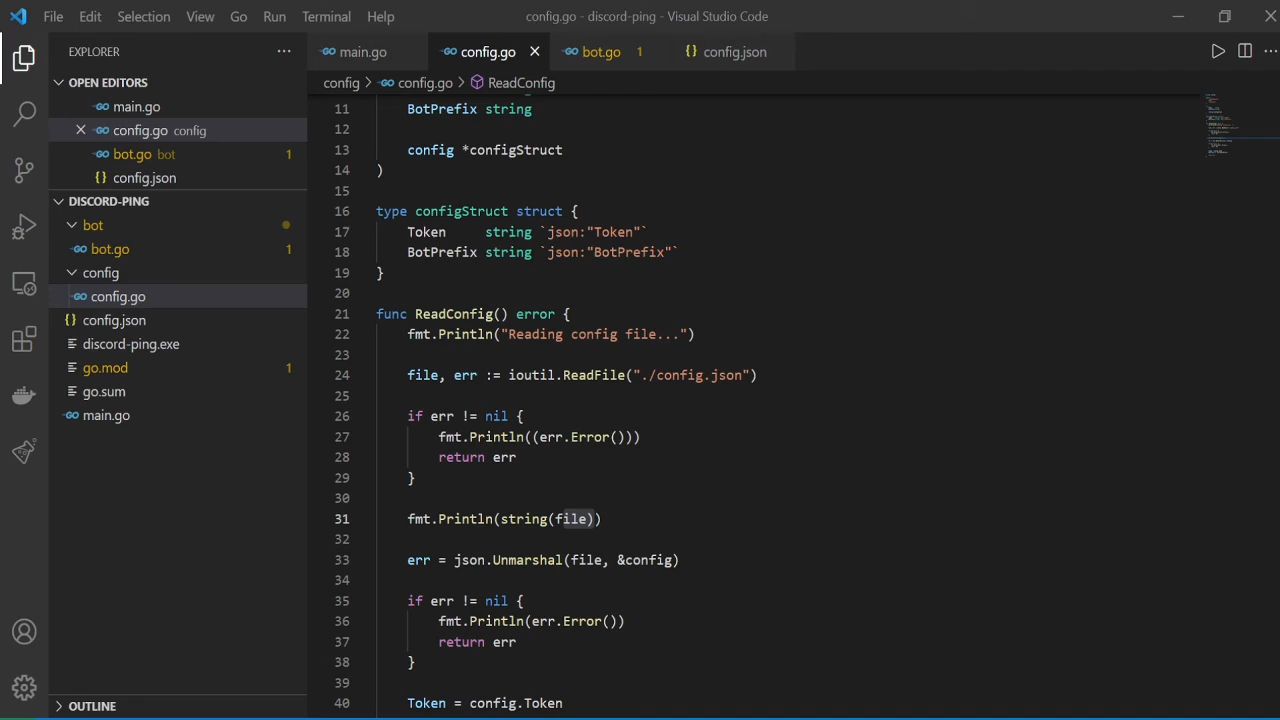 File Edit Selection View Go Run Terminal Help
config.go - discord-ping - Visual Studio Code
EXPLORER
OPEN EDITORS
main.go
config.go config
bot.go bot 1
config.json
DISCORD-PING
bot
bot.go 1
config
config.go
config.json
discord-ping.exe
go.mod 1
go.sum
main.go
OUTLINE
main.go config.go bot.go 1 config.json
config config.go ReadConfig
11 BotPrefix string
12
13 config *configStruct
14 )
15
16 type configStruct struct {
17 Token string `json:"Token"`
18 BotPrefix string `json:"BotPrefix"`
19 }
20
21 func ReadConfig() error {
22 fmt.Println("Reading config file...")
23
24 file, err := ioutil.ReadFile("./config.json")
25
26 if err != nil {
27 fmt.Println((err.Error()))
28 return err
29 }
30
31 fmt.Println(string(file))
32
33 err = json.Unmarshal(file, &config)
34
35 if err != nil {
36 fmt.Println(err.Error())
37 return err
38 }
39
40 Token = config.Token